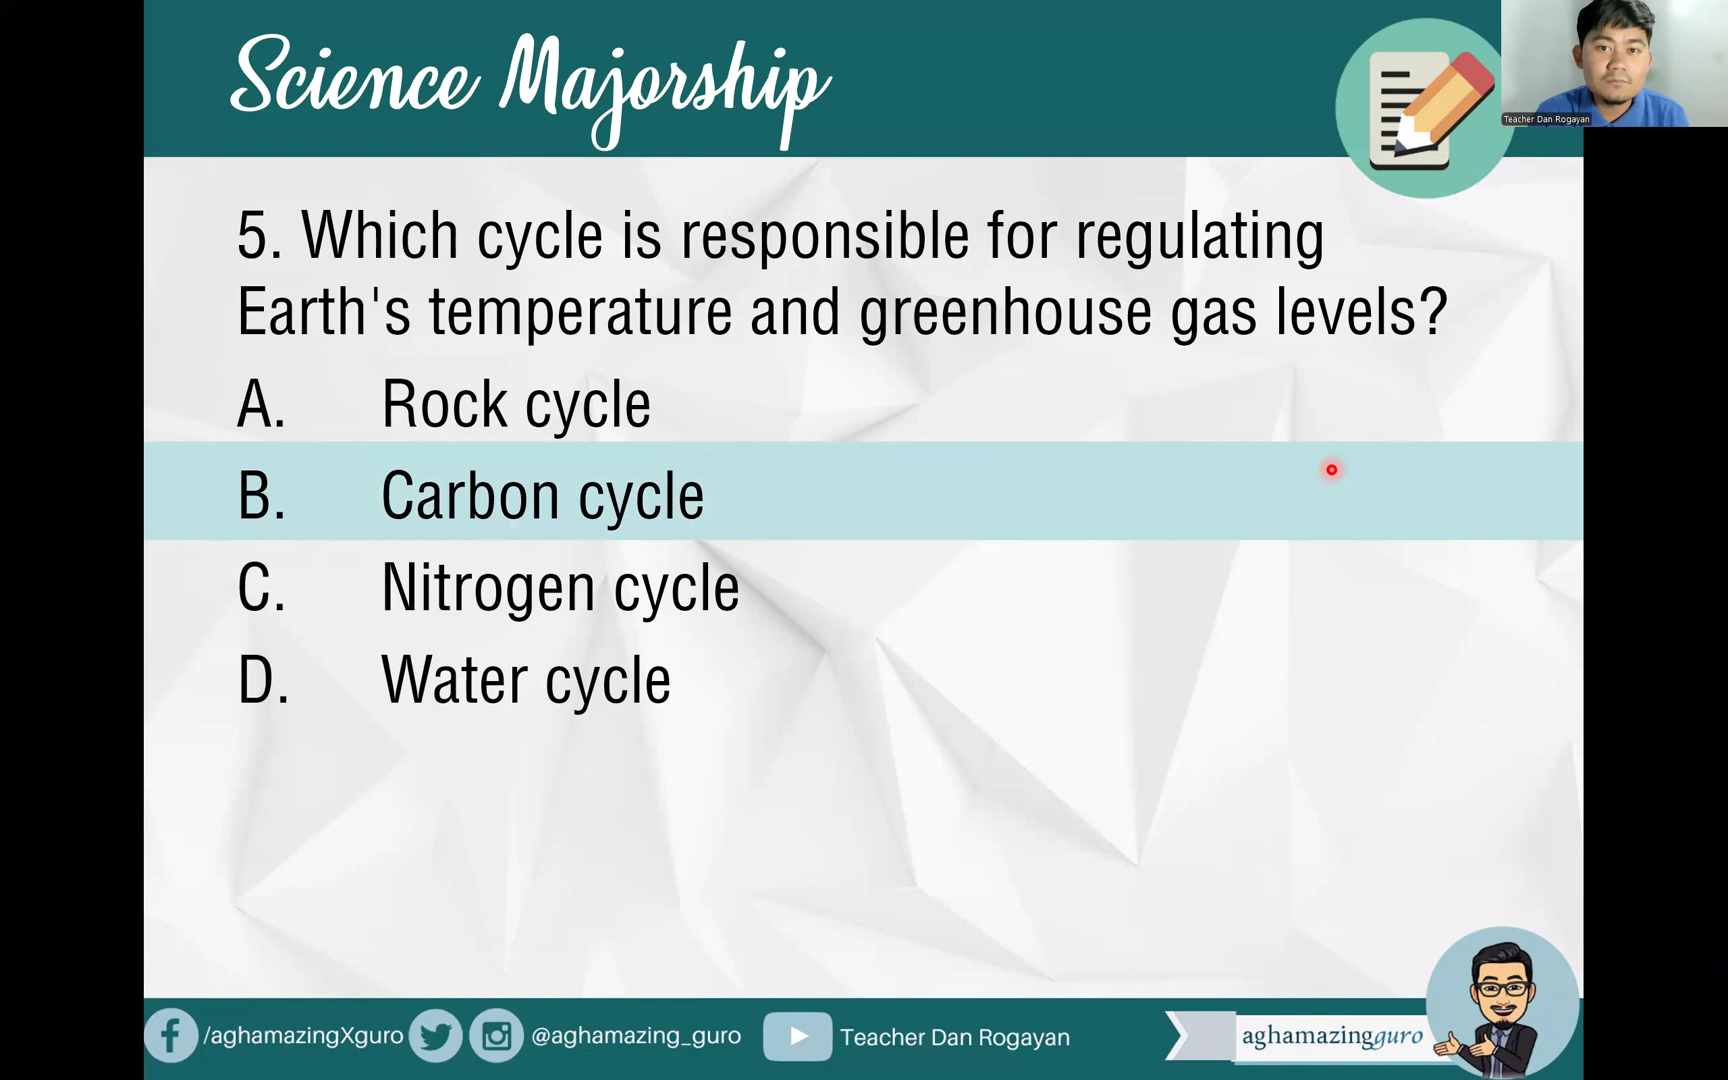 Science Majorship
Teacher Dan Rogayan
5. Which cycle is responsible for regulating
Earth's temperature and greenhouse gas levels?
A. Rock cycle
B. Carbon cycle
C. Nitrogen cycle
D. Water cycle
/aghamazingXguro @aghamazing_guro Teacher Dan Rogayan aghamazingguro